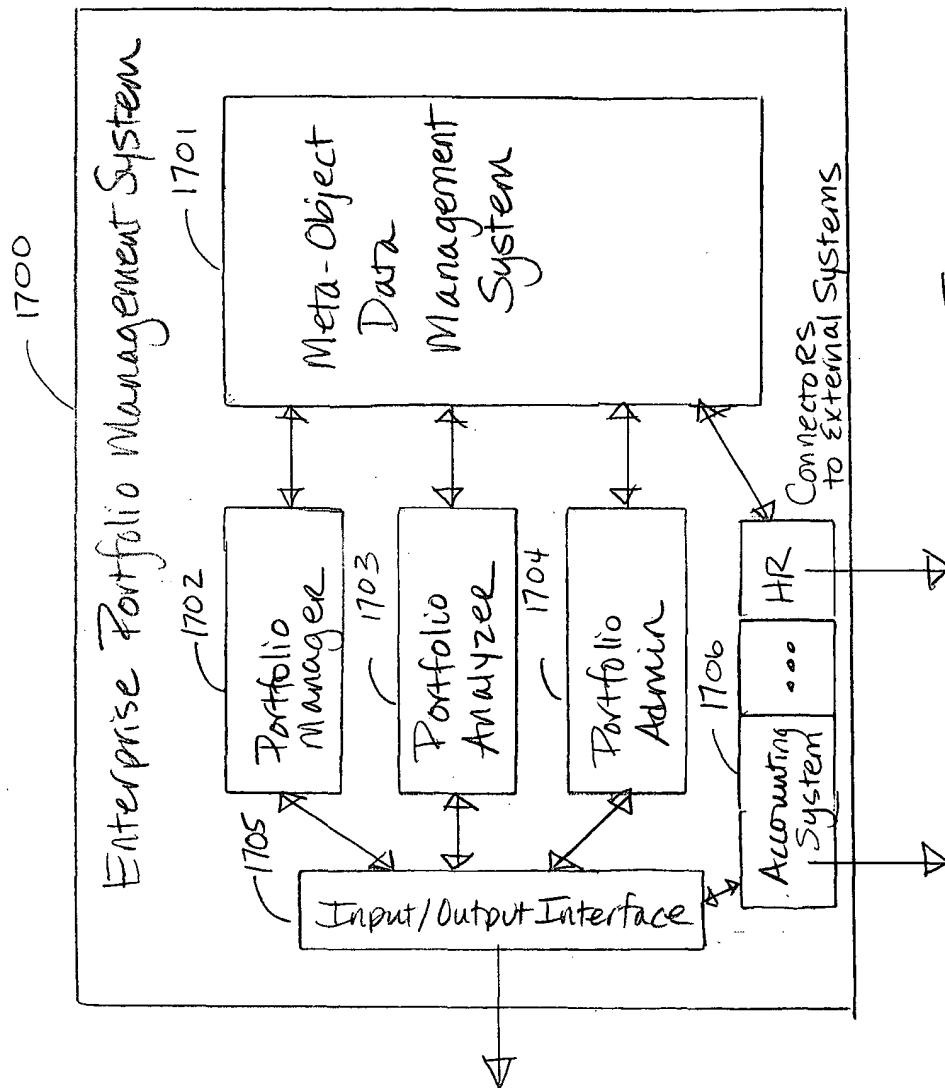 1700
Enterprise Portfolio Management System
1701
Meta-Object
Data
Management
System
1702
Portfolio
Manager
1703
Portfolio
Analyzer
1704
Portfolio
Admin
1705
Input/Output Interface
1706
Accounting
System
...
HR
Connectors
to External Systems